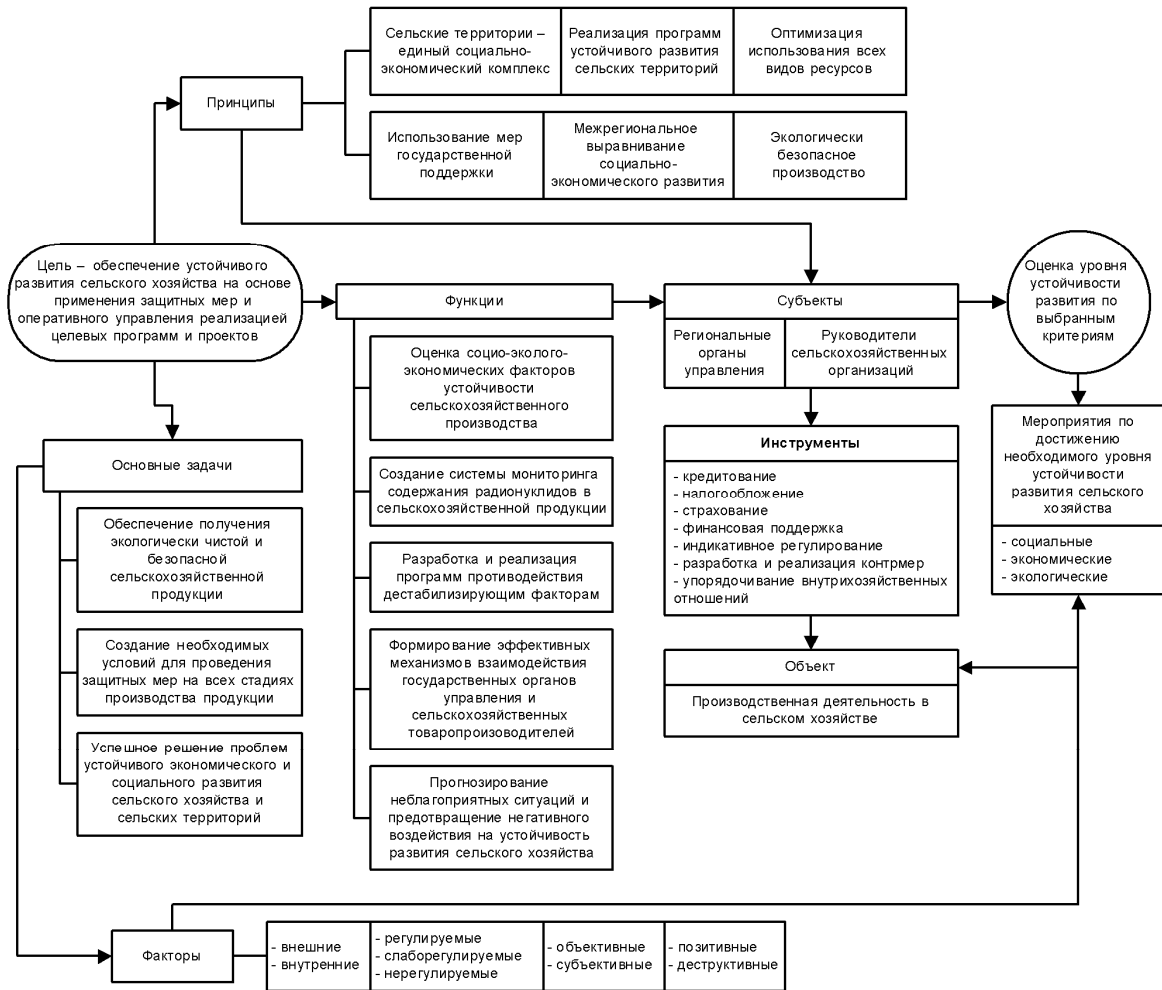 Сельские территории –
единый социально-
экономический комплекс
Реализация программ
устойчивого развития
сельских территорий
Оптимизация
использования всех
видов ресурсов
Принципы
Использование мер
государственной
поддержки
Межрегиональное
выравнивание
социально-
экономического развития
Экологически
безопасное
производство
Цель – обеспечение устойчивого
развития сельского хозяйства на основе
применения защитных мер и
оперативного управления реализацией
целевых программ и проектов
Функции
Субъекты
Региональные
органы
управления
Руководители
сельскохозяйственных
организаций
Оценка уровня
устойчивости
развития по
выбранным
критериям
Основные задачи
Обеспечение получения
экологически чистой и
безопасной
сельскохозяйственной
продукции
Создание необходимых
условий для проведения
защитных мер на всех стадиях
производства продукции
Успешное решение проблем
устойчивого экономического и
социального развития
сельского хозяйства и
сельских территорий
Оценка социо-эколого-
экономических факторов
устойчивости
сельскохозяйственного
производства
Создание системы мониторинга
содержания радионуклидов в
сельскохозяйственной продукции
Разработка и реализация
программ противодействия
дестабилизирующим факторам
Формирование эффективных
механизмов взаимодействия
государственных органов
управления и
сельскохозяйственных
товаропроизоводителей
Прогнозирование
неблагоприятных ситуаций и
предотвращение негативного
воздействия на устойчивость
развития сельского хозяйства
Инструменты
- кредитование
- налогообложение
- страхование
- финансовая поддержка
- индикативное регулирование
- разработка и реализация контрмер
- упорядочивание внутрихозяйственных
отношений
Объект
Производственная деятельность в
сельском хозяйстве
Мероприятия по
достижению
необходимого уровня
устойчивости
развития сельского
хозяйства
- социальные
- экономические
- экологические
Факторы
- внешние
- внутренние
- регулируемые
- слаборегулируемые
- нерегулируемые
- объективные
- субъективные
- позитивные
- деструктивные